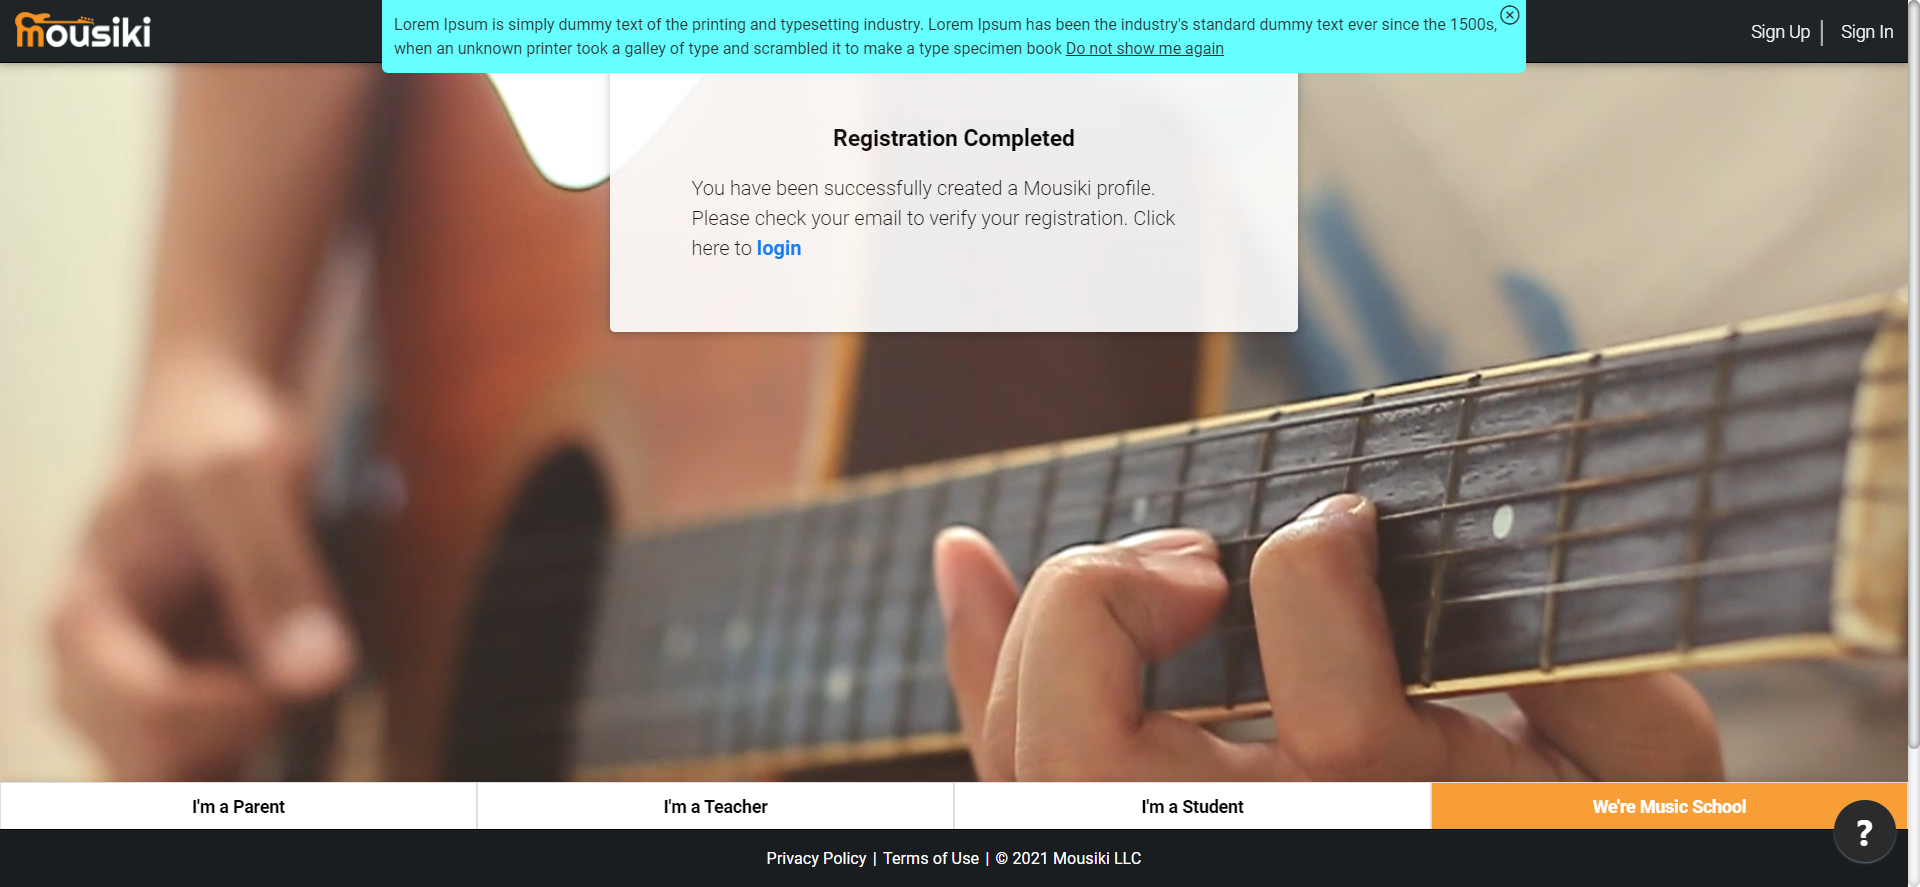 mousiki
Lorem Ipsum is simply dummy text of the printing and typesetting industry. Lorem Ipsum has been the industry's standard dummy text ever since the 1500s,
when an unknown printer took a galley of type and scrambled it to make a type specimen book Do not show me again
Sign Up | Sign In
Registration Completed
You have been successfully created a Mousiki profile.
Please check your email to verify your registration. Click
here to login
I'm a Parent
I'm a Teacher
I'm a Student
We're Music School
?
Privacy Policy | Terms of Use | © 2021 Mousiki LLC